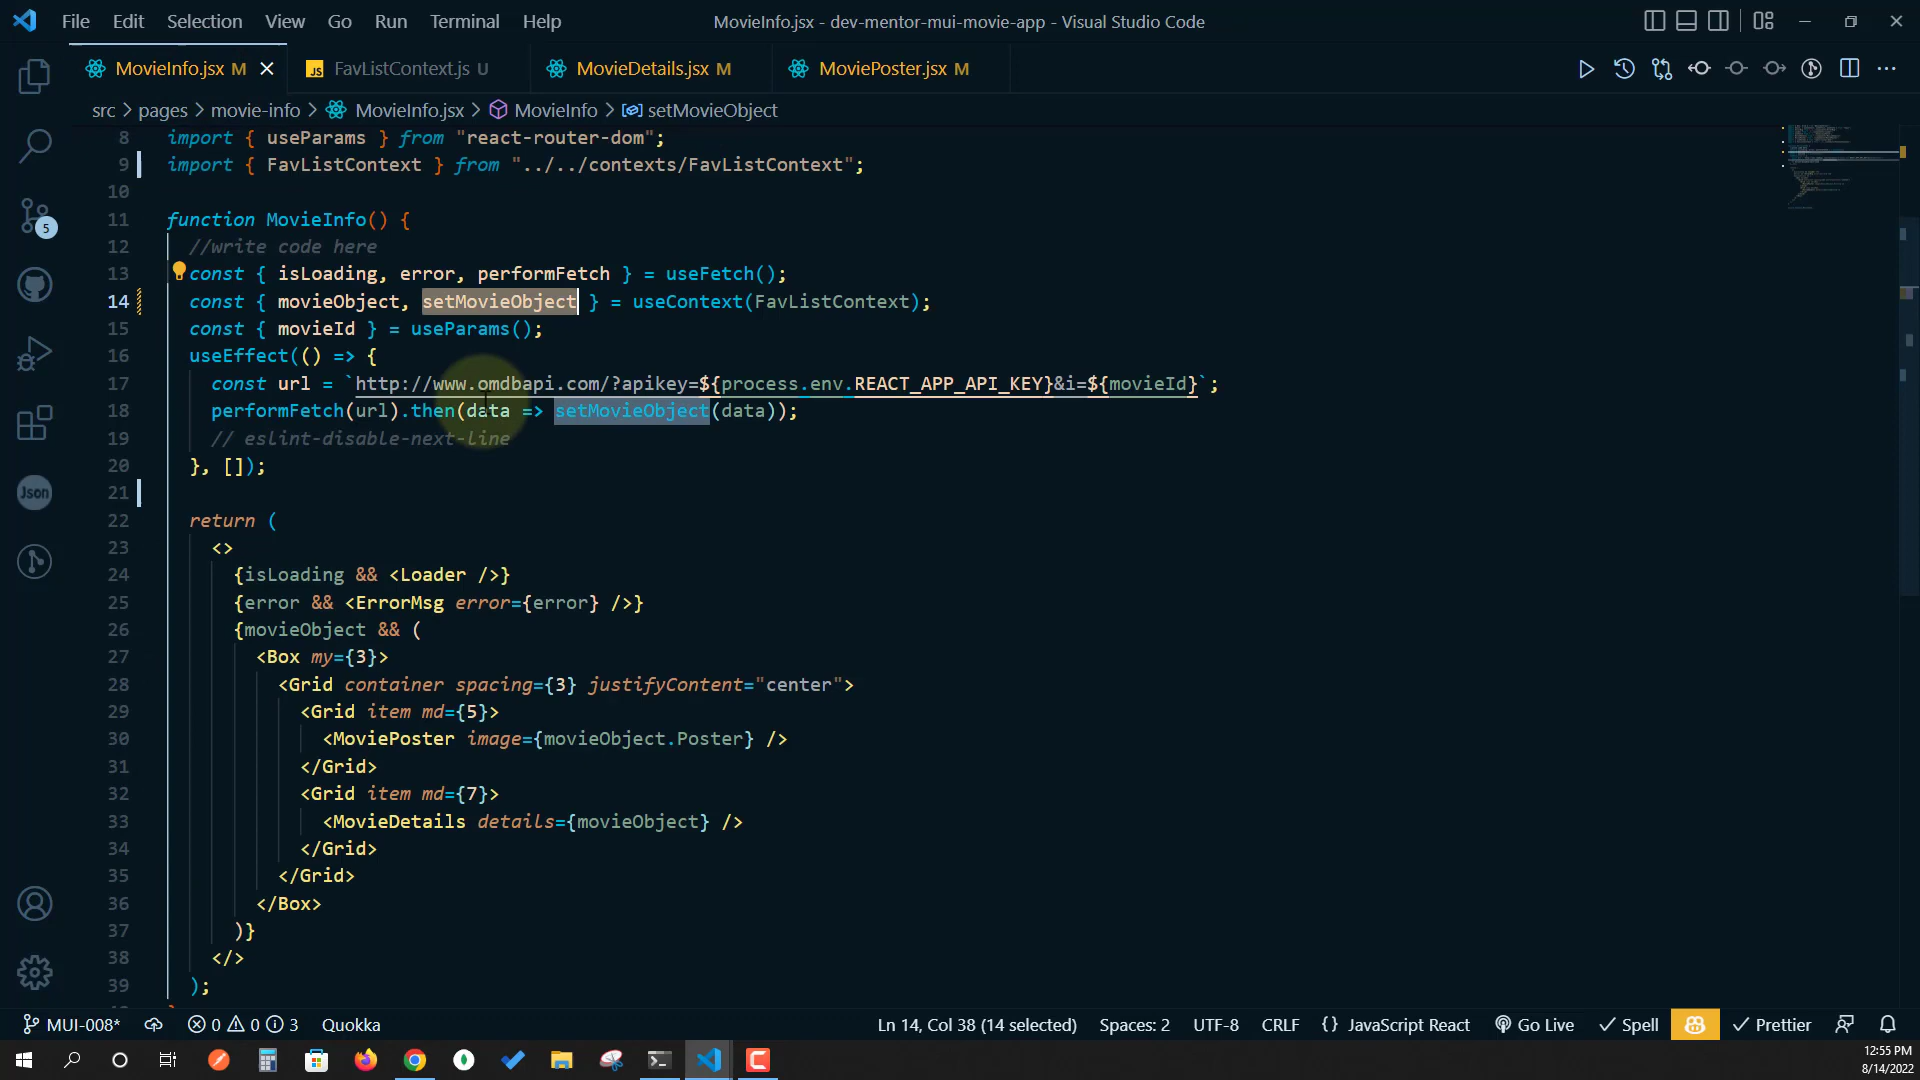 File Edit Selection View Go Run Terminal Help MovieInfo.jsx - dev-mentor-mui-movie-app - Visual Studio Code
MovieInfo.jsx M JS FavListContext.js U MovieDetails.jsx M MoviePoster.jsx M
src > pages > movie-info > MovieInfo.jsx > MovieInfo > setMovieObject
8 import { useParams } from "react-router-dom";
9 import { FavListContext } from "../../contexts/FavListContext";
10
11 function MovieInfo() {
12 //write code here
13 const { isLoading, error, performFetch } = useFetch();
14 const { movieObject, setMovieObject } = useContext(FavListContext);
15 const { movieId } = useParams();
16 useEffect(() => {
17 const url = `http://www.omdbapi.com/?apikey=${process.env.REACT_APP_API_KEY}&i=${movieId}`;
18 performFetch(url).then(data => setMovieObject(data));
19 // eslint-disable-next-line
20 }, []);
21
22 return (
23 <>
24 {isLoading && <Loader />}
25 {error && <ErrorMsg error={error} />}
26 {movieObject && (
27 <Box my={3}>
28 <Grid container spacing={3} justifyContent="center">
29 <Grid item md={5}>
30 <MoviePoster image={movieObject.Poster} />
31 </Grid>
32 <Grid item md={7}>
33 <MovieDetails details={movieObject} />
34 </Grid>
35 </Grid>
36 </Box>
37 )}
38 </>
39 );
5
Json
MUI-008* 0 0 3 Quokka Ln 14, Col 38 (14 selected) Spaces: 2 UTF-8 CRLF {} JavaScript React Go Live Spell Prettier
12:55 PM
8/14/2022